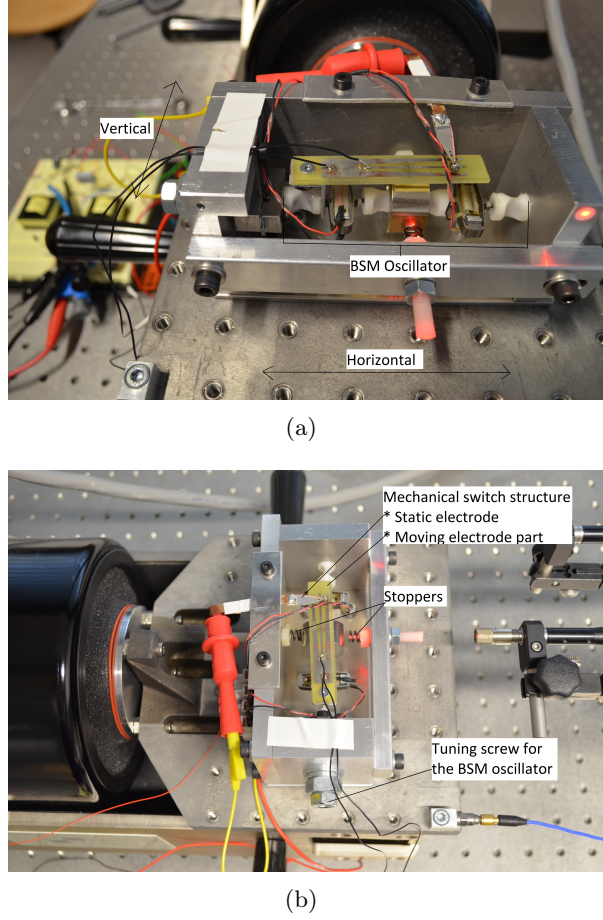 Vertical
BSM Oscillator
Horizontal
(a)
Mechanical switch structure
* Static electrode
* Moving electrode part
Stoppers
Tuning screw for
the BSM oscillator
(b)